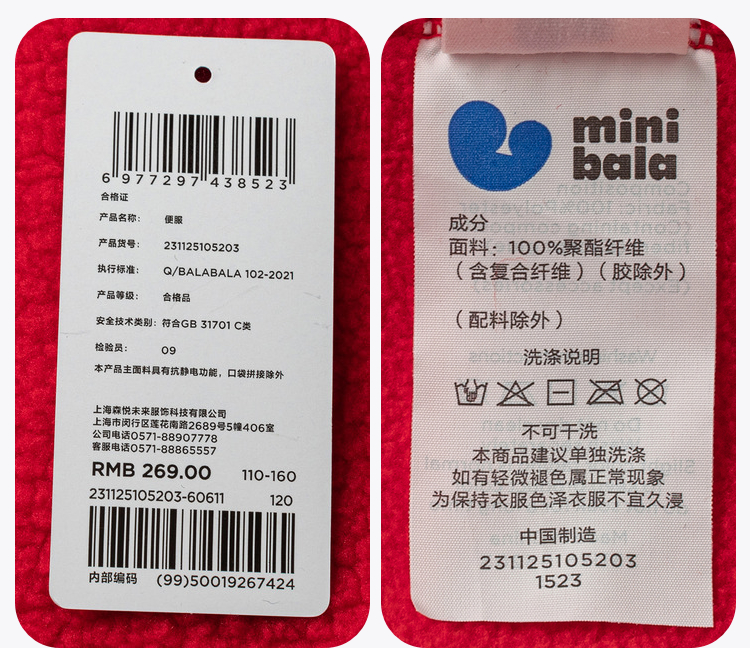 6 977297 438523
合格证
产品名称: 便服
产品货号: 231125105203
执行标准: Q/BALABALA 102-2021
产品等级: 合格品
安全技术类别: 符合GB 31701 C类
检验员: 09
本产品主面料具有抗静电功能，口袋拼接除外
上海森悦未来服饰科技有限公司
上海市闵行区莲花南路2689号5幢406室
公司电话0571-88907778
客服电话0571-88865557
RMB 269.00 110-160
231125105203-60611 120
内部编码 (99)50019267424
mini
bala
成分
面料: 100%聚酯纤维
（含复合纤维）（胶除外）
（配料除外）
洗涤说明
不可干洗
本商品建议单独洗涤
如有轻微褪色属正常现象
为保持衣服色泽衣服不宜久浸
中国制造
231125105203
1523